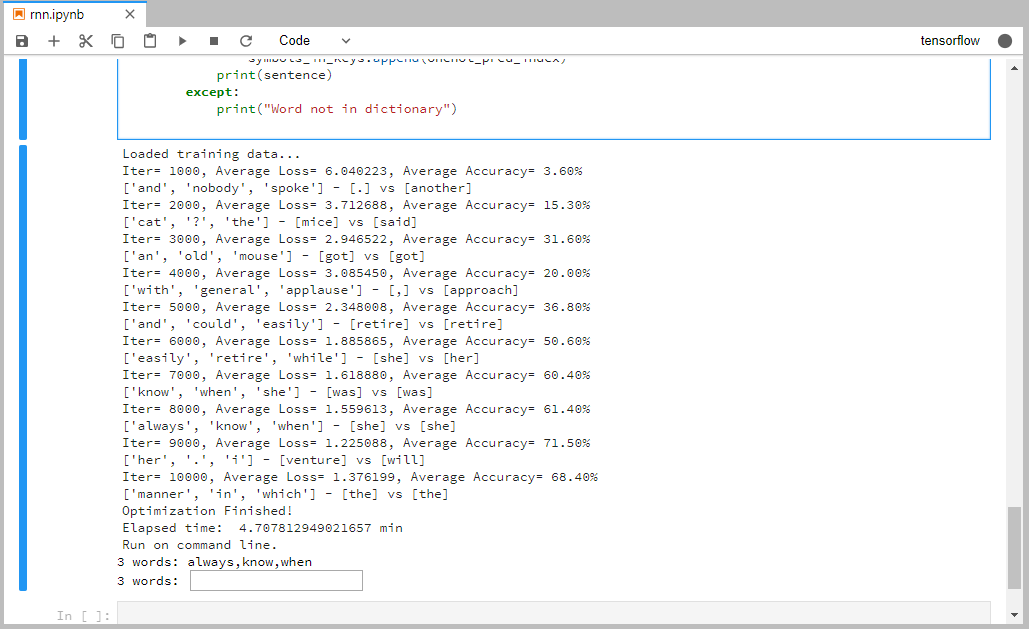 rnn.ipynb
Code
tensorflow
print(sentence)
except:
print("Word not in dictionary")
Loaded training data...
Iter= 1000, Average Loss= 6.040223, Average Accuracy= 3.60%
['and', 'nobody', 'spoke'] - [.] vs [another]
Iter= 2000, Average Loss= 3.712688, Average Accuracy= 15.30%
['cat', '?', 'the'] - [mice] vs [said]
Iter= 3000, Average Loss= 2.946522, Average Accuracy= 31.60%
['an', 'old', 'mouse'] - [got] vs [got]
Iter= 4000, Average Loss= 3.085450, Average Accuracy= 20.00%
['with', 'general', 'applause'] - [,] vs [approach]
Iter= 5000, Average Loss= 2.348008, Average Accuracy= 36.80%
['and', 'could', 'easily'] - [retire] vs [retire]
Iter= 6000, Average Loss= 1.885865, Average Accuracy= 50.60%
['easily', 'retire', 'while'] - [she] vs [her]
Iter= 7000, Average Loss= 1.618880, Average Accuracy= 60.40%
['know', 'when', 'she'] - [was] vs [was]
Iter= 8000, Average Loss= 1.559613, Average Accuracy= 61.40%
['always', 'know', 'when'] - [she] vs [she]
Iter= 9000, Average Loss= 1.225088, Average Accuracy= 71.50%
['her', '.', 'i'] - [venture] vs [will]
Iter= 10000, Average Loss= 1.376199, Average Accuracy= 68.40%
['manner', 'in', 'which'] - [the] vs [the]
Optimization Finished!
Elapsed time:  4.707812949021657 min
Run on command line.
3 words: always,know,when
3 words:
In [ ]: